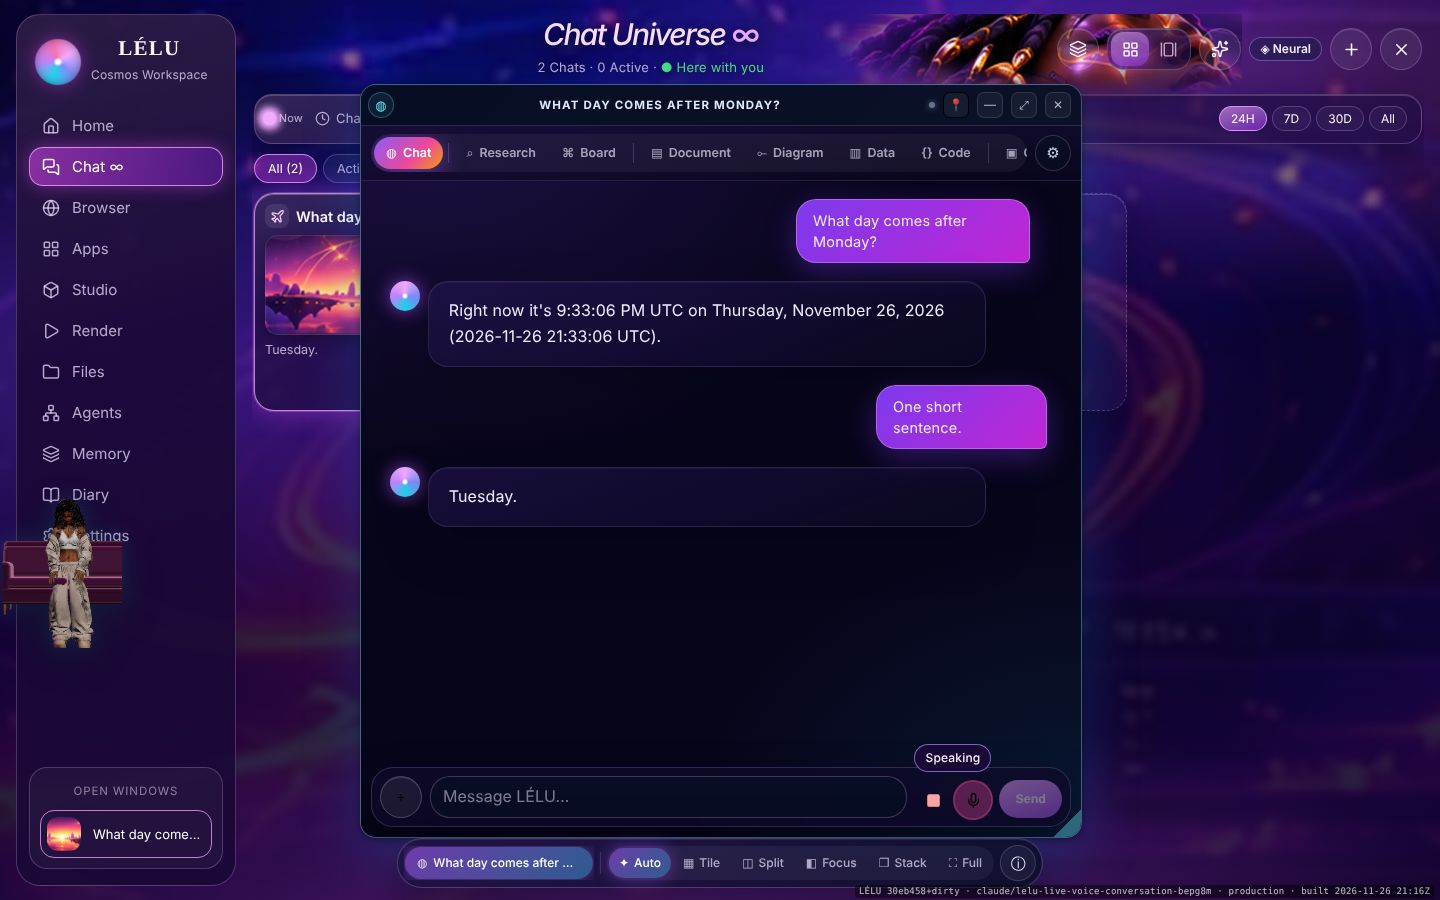 LÉLU
Cosmos Workspace
Home
Chat ∞
Browser
Apps
Studio
Render
Files
Agents
Memory
Diary
ettings
OPEN WINDOWS
What day come...
Chat Universe ∞
2 Chats · 0 Active · ● Here with you
◈ Neural
Now
Cha
24H
7D
30D
All
All (2)
Acti
What day
Tuesday.
WHAT DAY COMES AFTER MONDAY?
Chat
Research
Board
Document
Diagram
Data
{} Code
What day comes after
Monday?
Right now it's 9:33:06 PM UTC on Thursday, November 26, 2026
(2026-11-26 21:33:06 UTC).
One short
sentence.
Tuesday.
Speaking
Message LÉLU...
Send
What day comes after ...
Auto
Tile
Split
Focus
Stack
Full
LÉLU 30eb458+dirty · claude/lelu-live-voice-conversation-bepg8m · production · built 2026-11-26 21:16Z